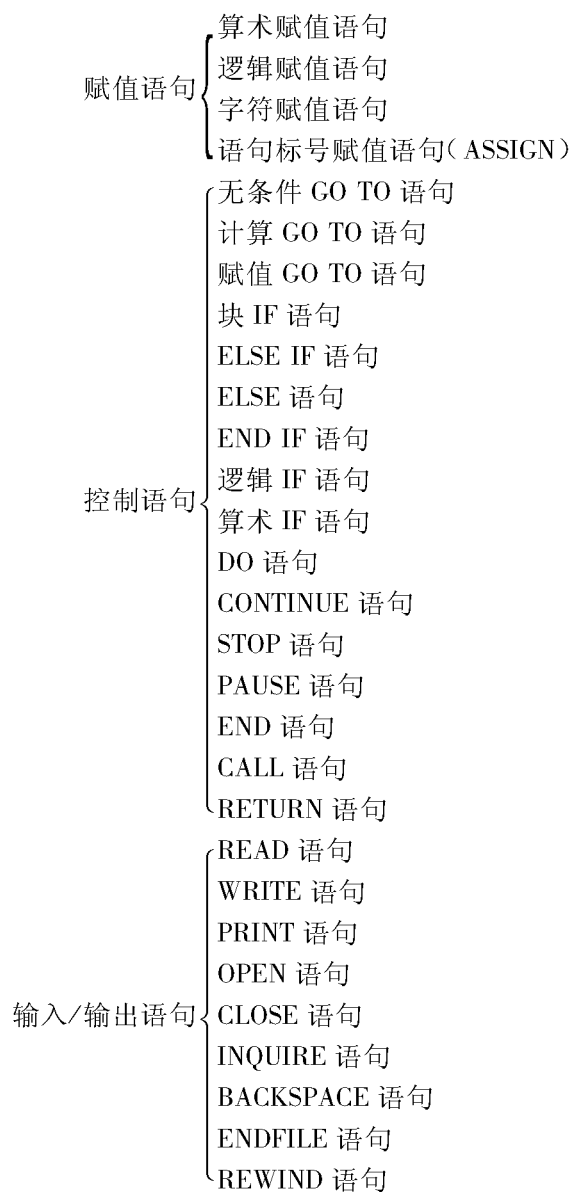 赋值语句
算术赋值语句
逻辑赋值语句
字符赋值语句
语句标号赋值语句(ASSIGN)
控制语句
无条件 GO TO 语句
计算 GO TO 语句
赋值 GO TO 语句
块 IF 语句
ELSE IF 语句
ELSE 语句
END IF 语句
逻辑 IF 语句
算术 IF 语句
DO 语句
CONTINUE 语句
STOP 语句
PAUSE 语句
END 语句
CALL 语句
RETURN 语句
输入/输出语句
READ 语句
WRITE 语句
PRINT 语句
OPEN 语句
CLOSE 语句
INQUIRE 语句
BACKSPACE 语句
ENDFILE 语句
REWIND 语句